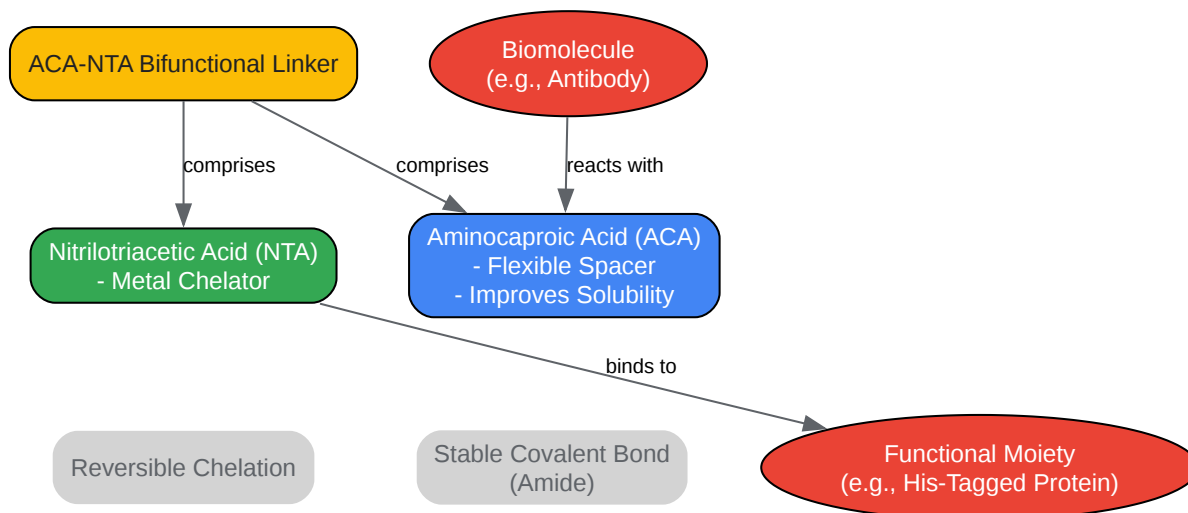 ACA-NTA Bifunctional Linker
Biomolecule
(e.g., Antibody)
comprises
comprises
reacts with
Nitrilotriacetic Acid (NTA)
- Metal Chelator
Aminocaproic Acid (ACA)
- Flexible Spacer
- Improves Solubility
binds to
Reversible Chelation
Stable Covalent Bond
(Amide)
Functional Moiety
(e.g., His-Tagged Protein)